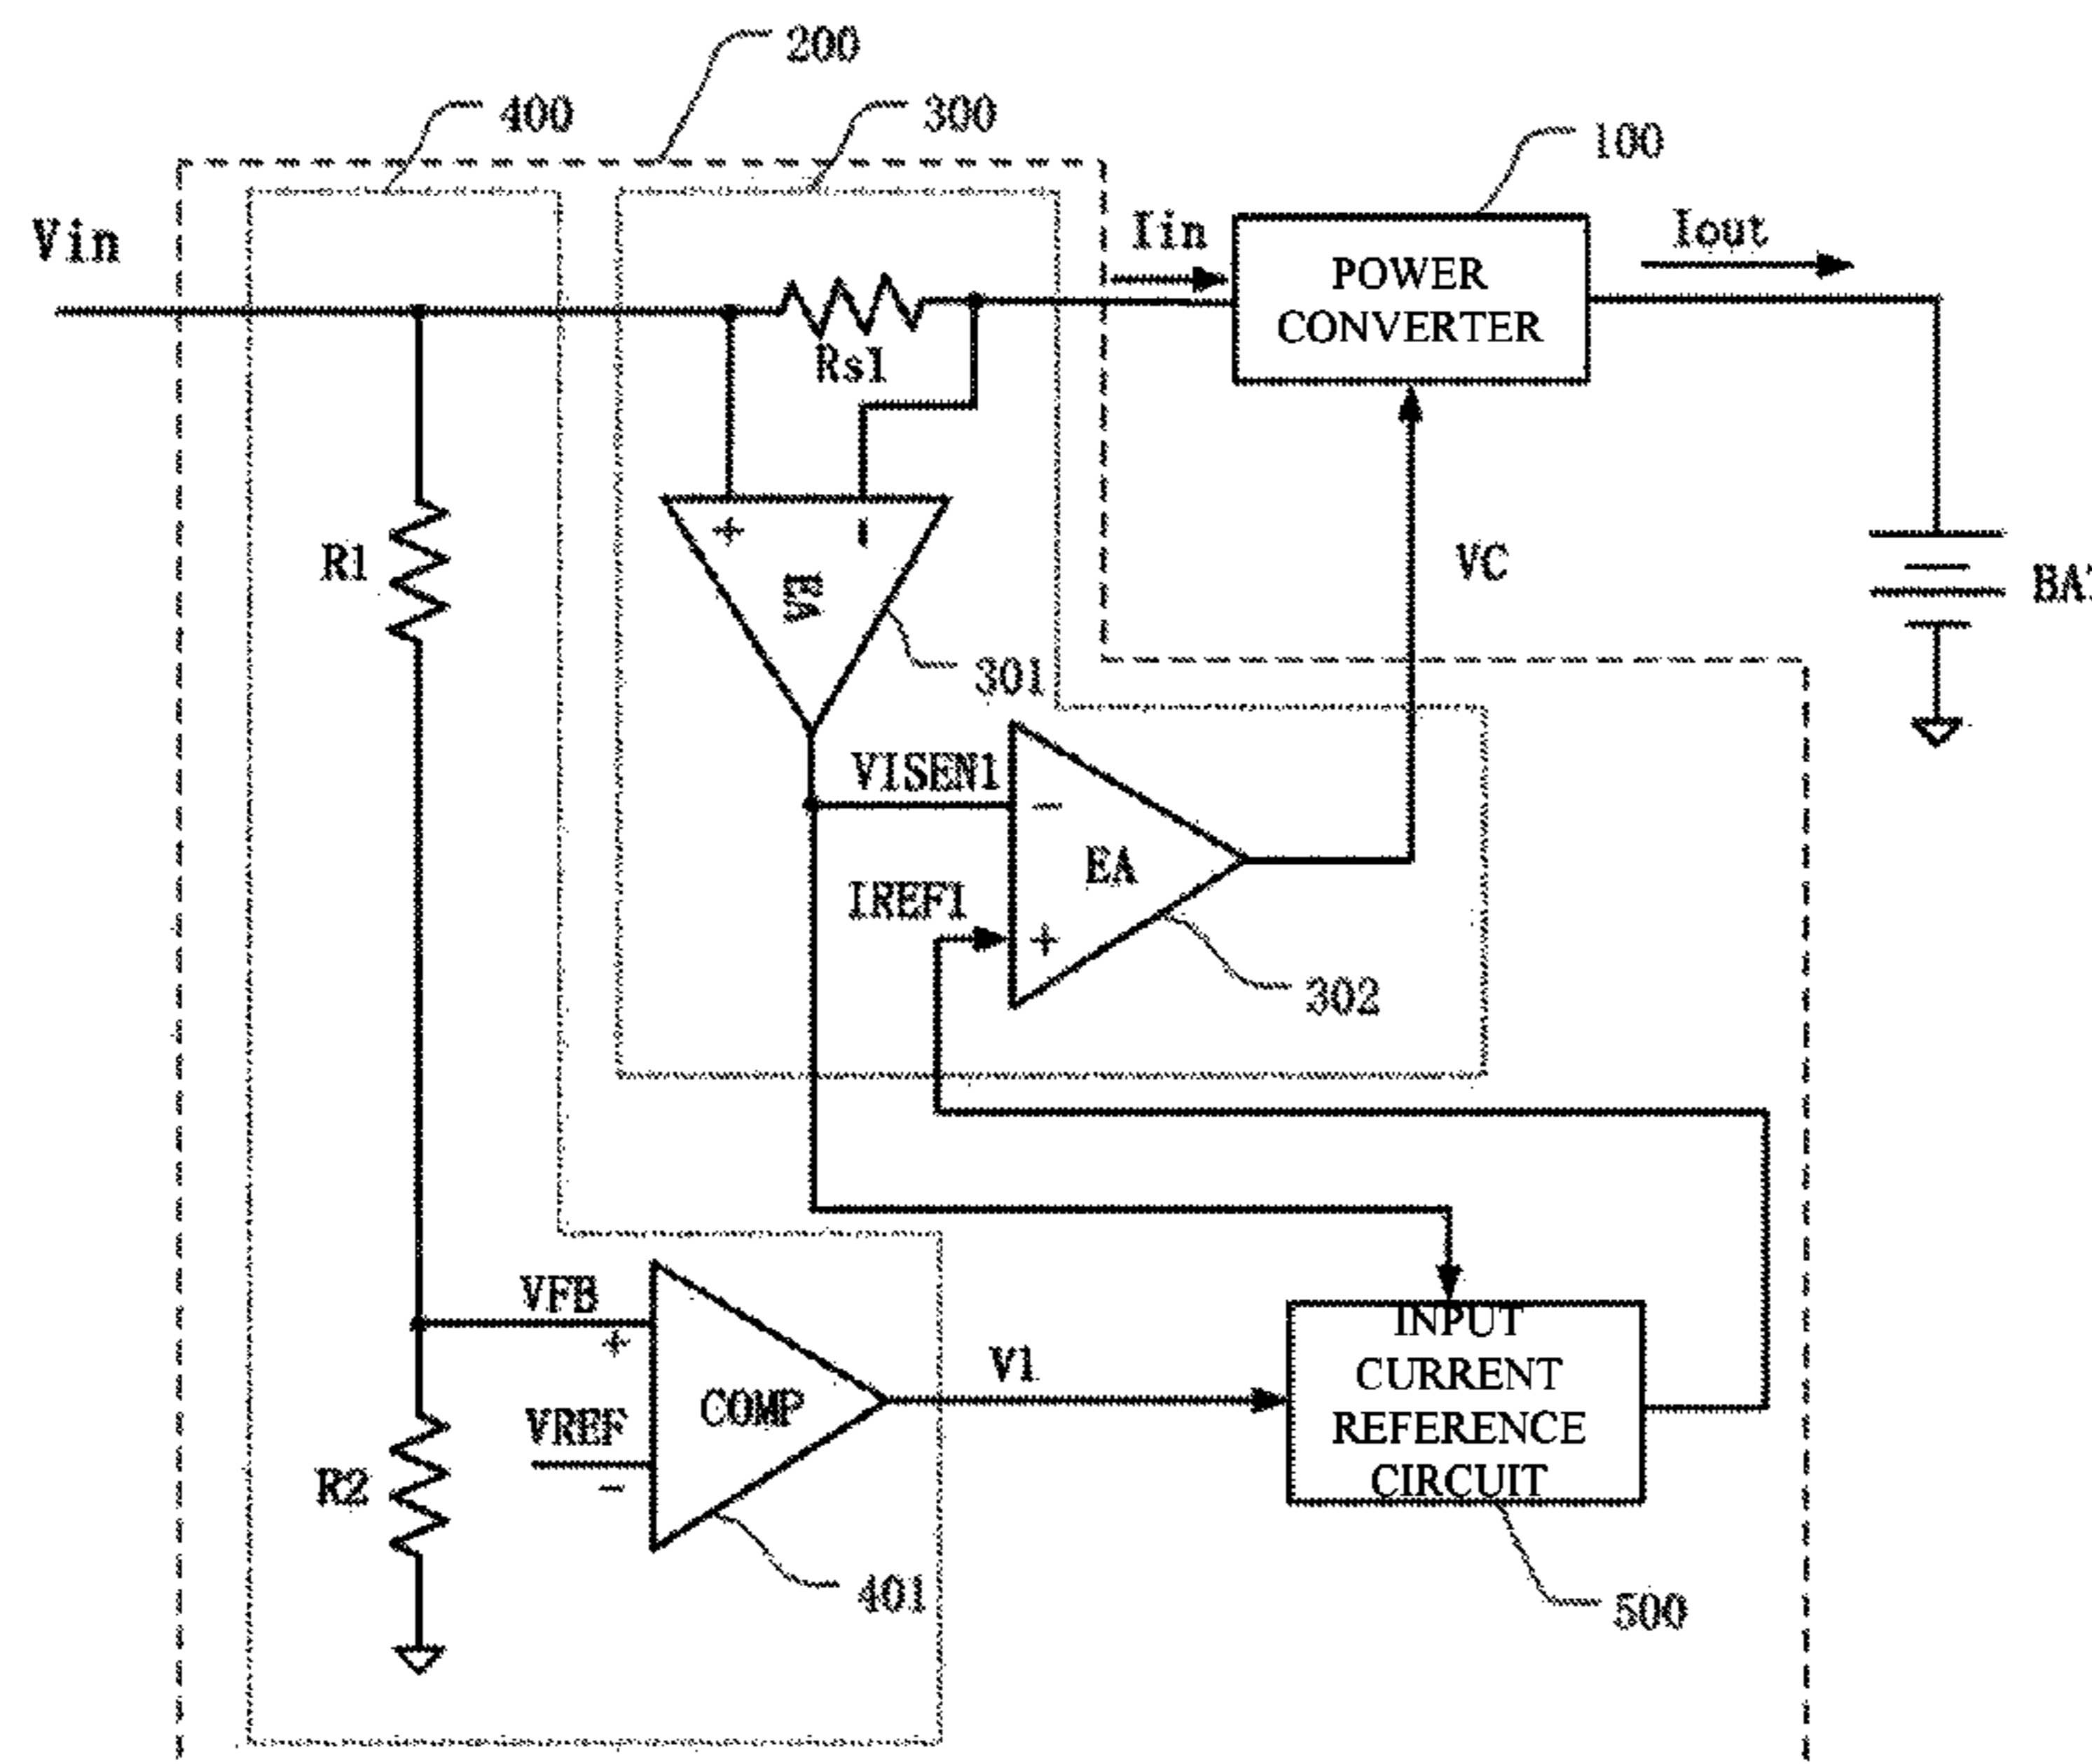 200
400
300
100
Vin
Iin
Iout
POWER
CONVERTER
Rs1
+
−
R1
VC
301
VISEN1
−
EA
IREF1
+
302
VFB
+
V1
COMP
VREF
−
INPUT
CURRENT
REFERENCE
CIRCUIT
R2
401
500